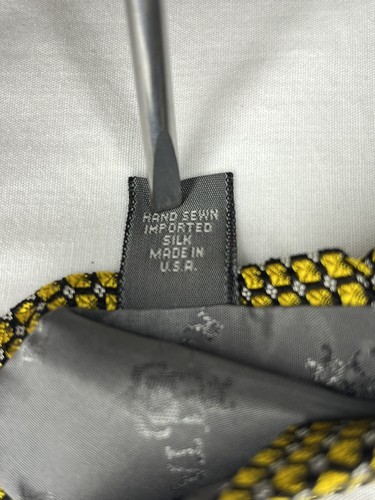 HAND SEWN
IMPORTED
SILK
MADE IN
U.S.A.